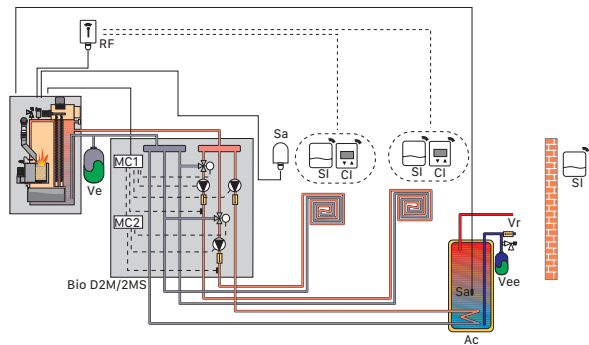 RF
Sa
MC1
SI CI
SI CI
SI
Ve
MC2
Vr
Bio D2M/2MS
Sa
Vee
Ac